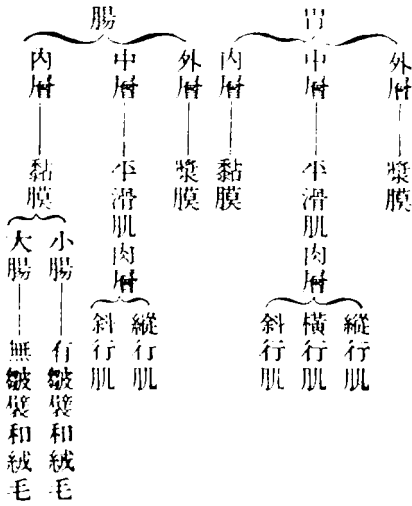 胃
外層
漿膜
中層
平滑肌肉層
縱行肌
橫行肌
斜行肌
內層
黏膜
腸
外層
漿膜
中層
平滑肌肉層
縱行肌
斜行肌
內層
黏膜
小腸
有皺襞和絨毛
大腸
無皺襞和絨毛